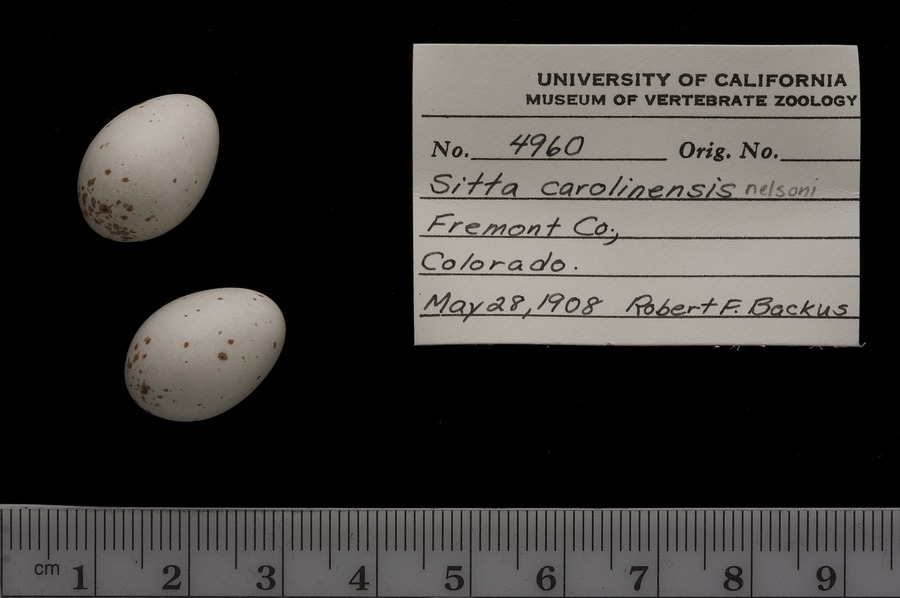 UNIVERSITY OF CALIFORNIA
MUSEUM OF VERTEBRATE ZOOLOGY
No. 4960 Orig. No.
Sitta carolinensis nelsoni
Fremont Co.,
Colorado.
May 28, 1908 Robert F. Backus
cm 1 2 3 4 5 6 7 8 9